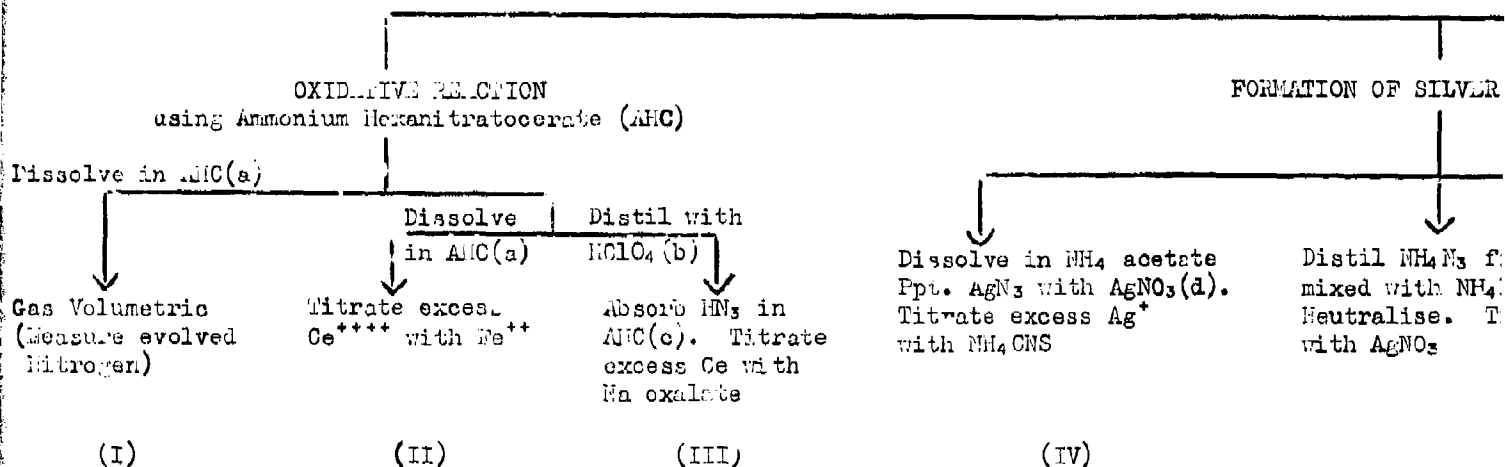 OXIDATIVE REACTION
using Ammonium Hexanitratocerate (AHC)
FORMATION OF SILVER
Dissolve in AHC(a)
Dissolve
in AHC(a)
Distil with
HClO4 (b)
Gas Volumetric
(Measure evolved
Nitrogen)
Titrate excess
Ce++++ with Fe++
Absorb HN3 in
AHC(c). Titrate
excess Ce with
Na oxalate
Dissolve in NH4 acetate
Ppt. AgN3 with AgNO3(d).
Titrate excess Ag+
with NH4CNS
Distil NH4N3
mixed with
Neutralise.
with AgNO3
(I)
(II)
(III)
(IV)